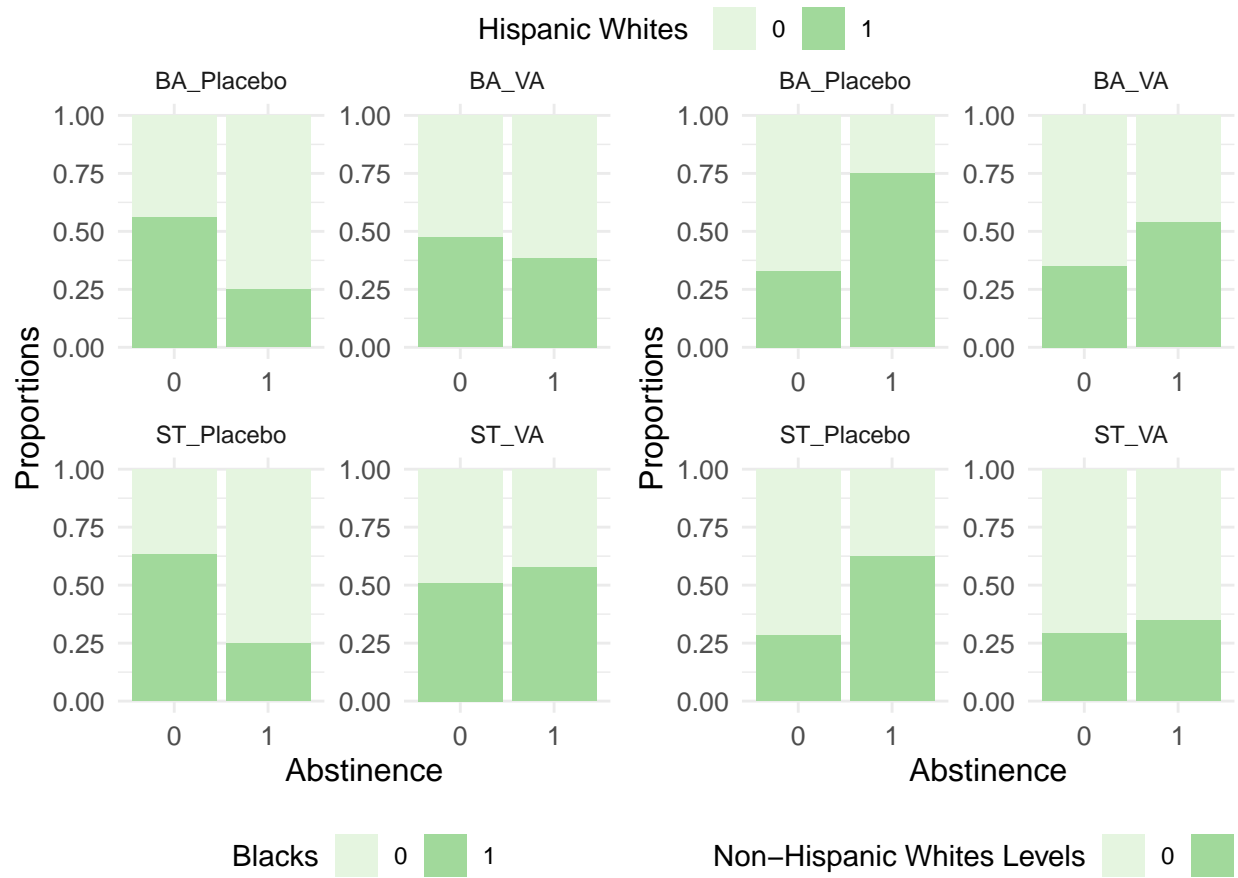 Hispanic Whites 0 1
BA_Placebo BA_VA BA_Placebo BA_VA
1.00 1.00 1.00 1.00
0.75 0.75 0.75 0.75
0.50 0.50 0.50 0.50
0.25 0.25 0.25 0.25
0.00 0.00 0.00 0.00
0 1 0 1 0 1 0 1
Proportions Proportions
ST_Placebo ST_VA ST_Placebo ST_VA
1.00 1.00 1.00 1.00
0.75 0.75 0.75 0.75
0.50 0.50 0.50 0.50
0.25 0.25 0.25 0.25
0.00 0.00 0.00 0.00
0 1 0 1 0 1 0 1
Abstinence Abstinence
Blacks 0 1 Non−Hispanic Whites Levels 0